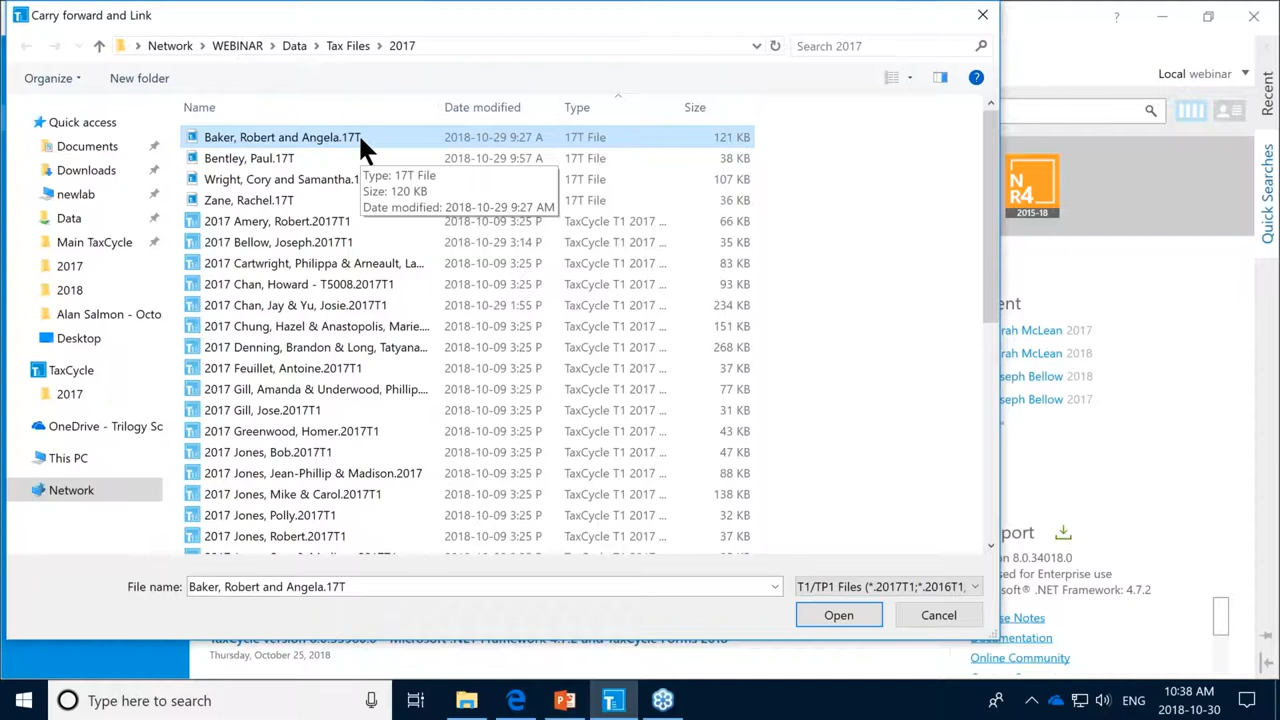 Carry forward and Link
Network > WEBINAR > Data > Tax Files > 2017
Search 2017
Local webinar
Organize
New folder
Recent
Quick Searches
Name
Date modified
Type
Size
Quick access
Documents
Downloads
newlab
Data
Main TaxCycle
2017
2018
Alan Salmon - Octo
Desktop
TaxCycle
2017
OneDrive - Trilogy Sc
This PC
Network
Baker, Robert and Angela.17T 2018-10-29 9:27 A 17T File 121 KB
Bentley, Paul.17T 2018-10-29 9:57 A 17T File 38 KB
Wright, Cory and Samantha.1 17T File 107 KB
Zane, Rachel.17T 17T File 36 KB
Type: 17T File
Size: 120 KB
Date modified: 2018-10-29 9:27 AM
2017 Amery, Robert.2017T1 2018-10-09 3:25 P TaxCycle T1 2017 ... 66 KB
2017 Bellow, Joseph.2017T1 2018-10-29 3:14 P TaxCycle T1 2017 ... 35 KB
2017 Cartwright, Philippa & Arneault, La... 2018-10-09 3:25 P TaxCycle T1 2017 ... 83 KB
2017 Chan, Howard - T5008.2017T1 2018-10-09 3:25 P TaxCycle T1 2017 ... 93 KB
2017 Chan, Jay & Yu, Josie.2017T1 2018-10-29 1:55 P TaxCycle T1 2017 ... 234 KB
2017 Chung, Hazel & Anastopolis, Marie.... 2018-10-09 3:25 P TaxCycle T1 2017 ... 151 KB
2017 Denning, Brandon & Long, Tatyana... 2018-10-09 3:25 P TaxCycle T1 2017 ... 268 KB
2017 Feuillet, Antoine.2017T1 2018-10-09 3:25 P TaxCycle T1 2017 ... 37 KB
2017 Gill, Amanda & Underwood, Phillip.... 2018-10-09 3:25 P TaxCycle T1 2017 ... 77 KB
2017 Gill, Jose.2017T1 2018-10-09 3:25 P TaxCycle T1 2017 ... 31 KB
2017 Greenwood, Homer.2017T1 2018-10-09 3:25 P TaxCycle T1 2017 ... 43 KB
2017 Jones, Bob.2017T1 2018-10-09 3:25 P TaxCycle T1 2017 ... 47 KB
2017 Jones, Jean-Phillip & Madison.2017 2018-10-09 3:25 P TaxCycle T1 2017 ... 88 KB
2017 Jones, Mike & Carol.2017T1 2018-10-09 3:25 P TaxCycle T1 2017 ... 138 KB
2017 Jones, Polly.2017T1 2018-10-09 3:25 P TaxCycle T1 2017 ... 32 KB
2017 Jones, Robert.2017T1 2018-10-09 3:25 P TaxCycle T1 2017 ... 37 KB
NR4
2015-18
ent
rah McLean 2017
rah McLean 2018
seph Bellow 2018
seph Bellow 2017
port
n 8.0.34018.0
sed for Enterprise use
osoft® .NET Framework: 4.7.2
se Notes
cumentation
Online Community
File name: Baker, Robert and Angela.17T
T1/TP1 Files (*.2017T1;*.2016T1,
Open
Cancel
Thursday, October 25, 2018
Type here to search
ENG
10:38 AM
2018-10-30